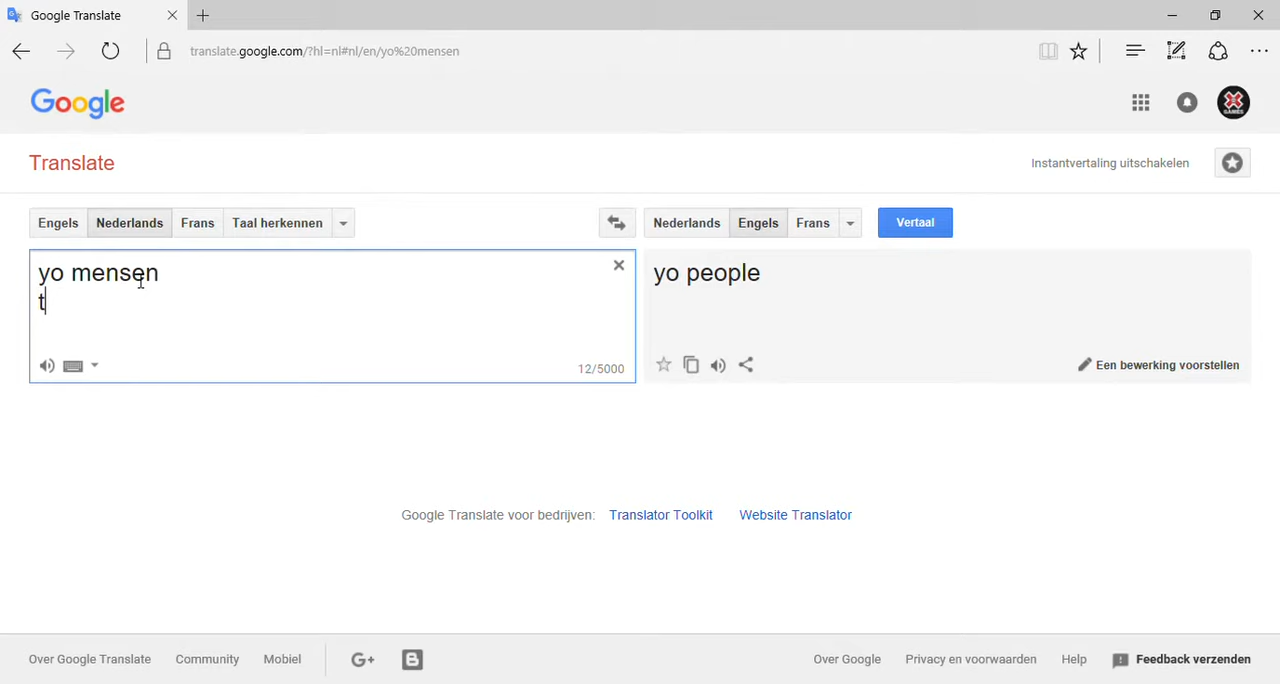 Google Translate
translate.google.com/?hl=nl#nl/en/yo%20mensen
Google
X GAMES
Translate
Instantvertaling uitschakelen
Engels Nederlands Frans Taal herkennen
Nederlands Engels Frans
Vertaal
yo mensen
t
12/5000
yo people
Een bewerking voorstellen
Google Translate voor bedrijven: Translator Toolkit Website Translator
Over Google Translate Community Mobiel G+ B
Over Google Privacy en voorwaarden Help Feedback verzenden